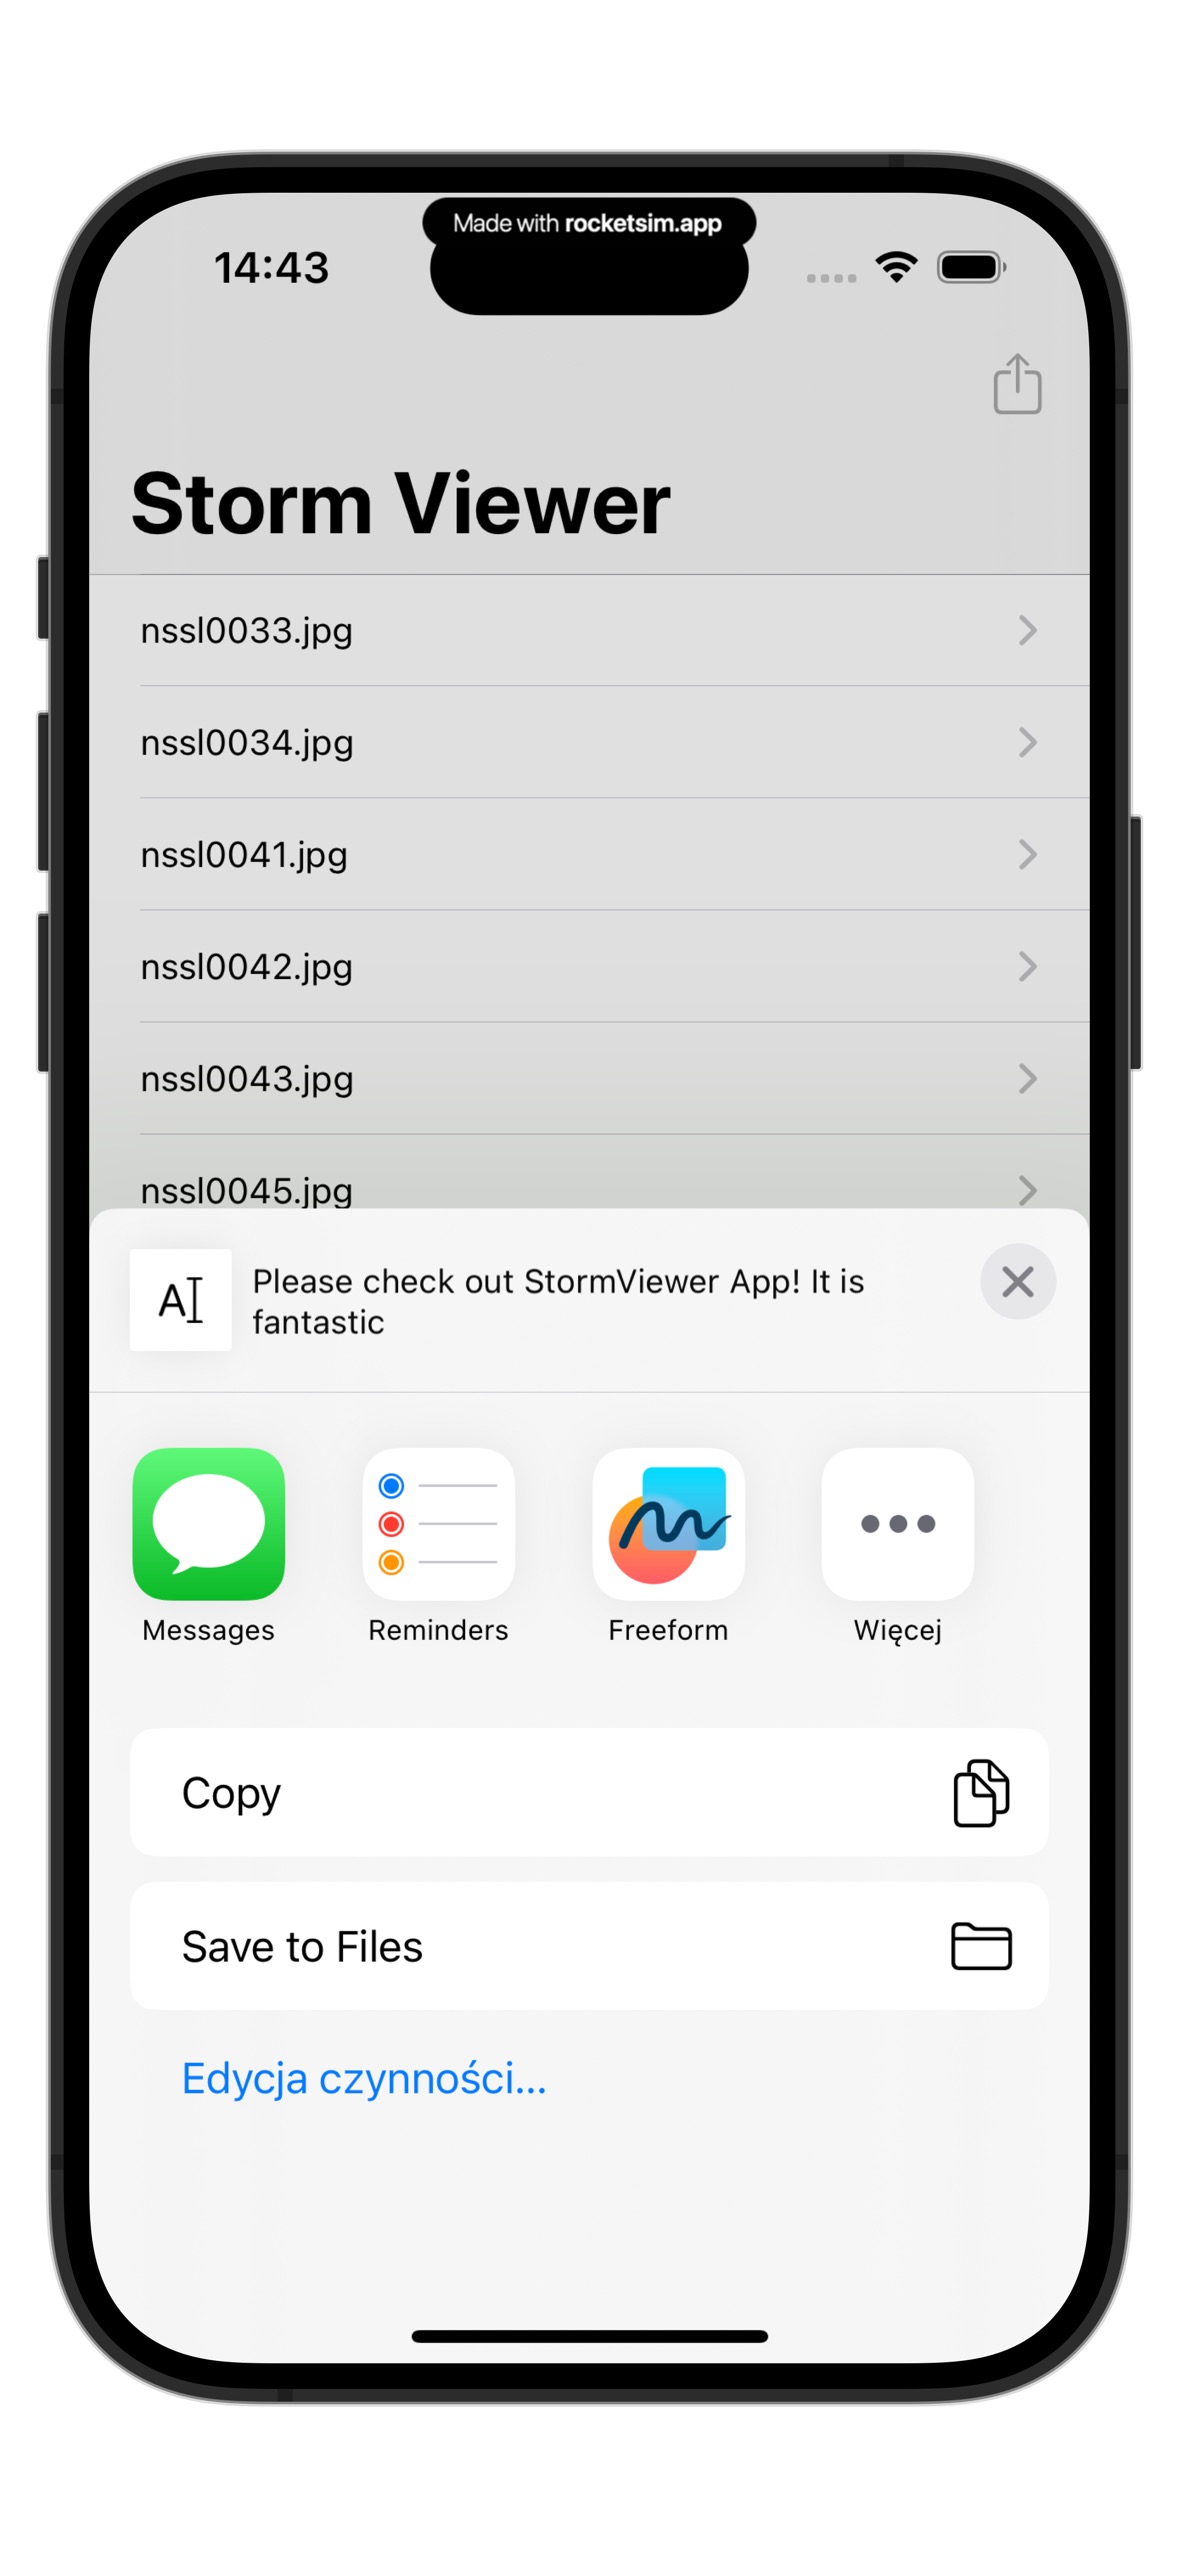 Made with rocketsim.app
14:43
Storm Viewer
nssl0033.jpg
nssl0034.jpg
nssl0041.jpg
nssl0042.jpg
nssl0043.jpg
nssl0045.jpg
Please check out StormViewer App! It is
fantastic
Messages
Reminders
Freeform
Więcej
Copy
Save to Files
Edycja czynności...